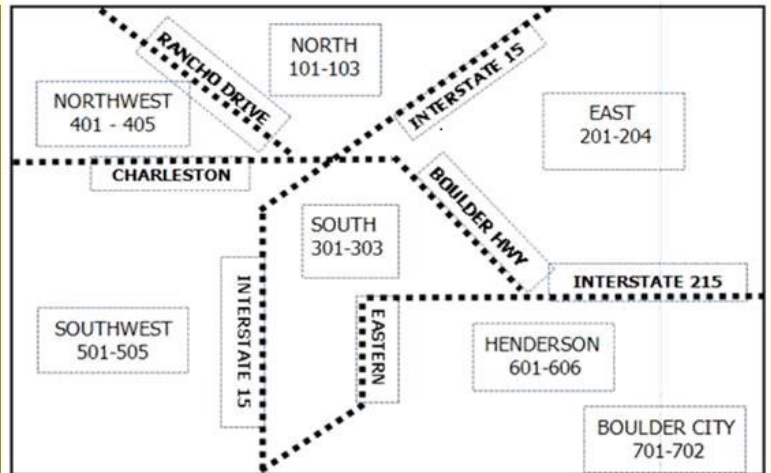 NORTH
101-103
RANCHO DRIVE
INTERSTATE 15
NORTHWEST
401 - 405
EAST
201-204
CHARLESTON
BOULDER HWY
SOUTH
301-303
INTERSTATE 215
INTERSTATE 15
EASTERN
SOUTHWEST
501-505
HENDERSON
601-606
BOULDER CITY
701-702